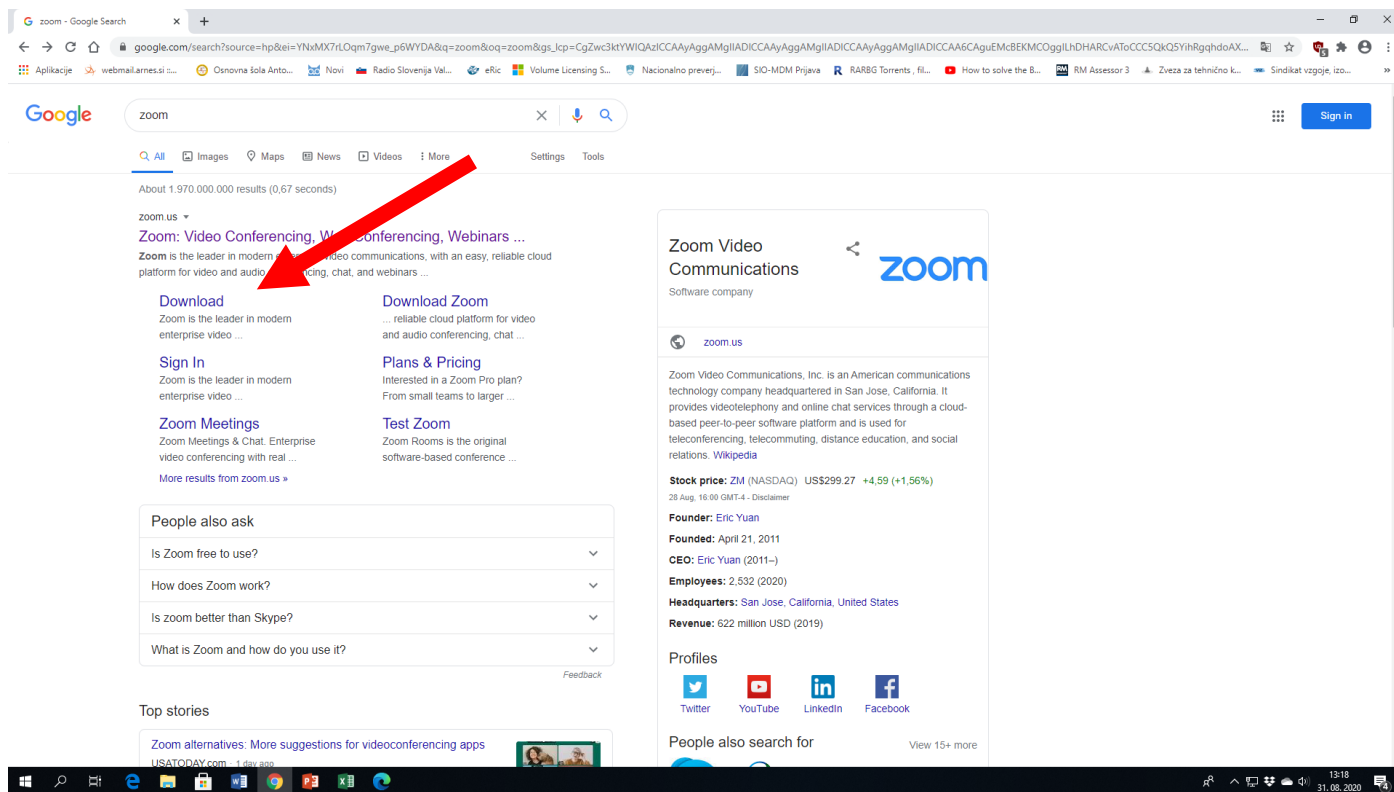 zoom - Google Search
google.com/search?source=hp&ei=YNxMX7rLOqm7gwe_p6WYDA&q=zoom&oq=zoom&gs_lcp=
Aplikacije
webmail.arnes.si ::...
Osnovna šola Anto...
Novi
Radio Slovenija Val...
eRic
Volume Licensing S...
Nacionalno preverj...
SIO-MDM Prijava
RARBG Torrents , fil...
How to solve the B...
RM Assessor 3
Zveza za tehnično k...
Sindikat vzgoje, izo...
Google
zoom
Sign in
All Images Maps News Videos More Settings Tools
About 1.970.000.000 results (0,67 seconds)
zoom.us
Zoom: Video Conferencing, Conferencing, Webinars ...
Zoom is the leader in modern video communications, with an easy, reliable cloud
platform for video and audio chat, and webinars ...
Download
Zoom is the leader in modern
enterprise video ...
Download Zoom
... reliable cloud platform for video
and audio conferencing, chat ...
Sign In
Zoom is the leader in modern
enterprise video ...
Plans & Pricing
Interested in a Zoom Pro plan?
From small teams to larger ...
Zoom Meetings
Zoom Meetings & Chat. Enterprise
video conferencing with real ...
Test Zoom
Zoom Rooms is the original
software-based conference ...
More results from zoom.us »
People also ask
Is Zoom free to use?
How does Zoom work?
Is zoom better than Skype?
What is Zoom and how do you use it?
Feedback
Top stories
Zoom alternatives: More suggestions for videoconferencing apps
USATODAY.com · 1 day ago
Zoom Video
Communications
Software company
zoom
zoom.us
Zoom Video Communications, Inc. is an American communications
technology company headquartered in San Jose, California. It
provides videotelephony and online chat services through a cloud-
based peer-to-peer software platform and is used for
teleconferencing, telecommuting, distance education, and social
relations. Wikipedia
Stock price: ZM (NASDAQ) US$299.27 +4,59 (+1,56%)
28 Aug, 16:00 GMT-4 - Disclaimer
Founder: Eric Yuan
Founded: April 21, 2011
CEO: Eric Yuan (2011–)
Employees: 2,532 (2020)
Headquarters: San Jose, California, United States
Revenue: 622 million USD (2019)
Profiles
Twitter YouTube LinkedIn Facebook
People also search for
View 15+ more
13:18
31. 08. 2020